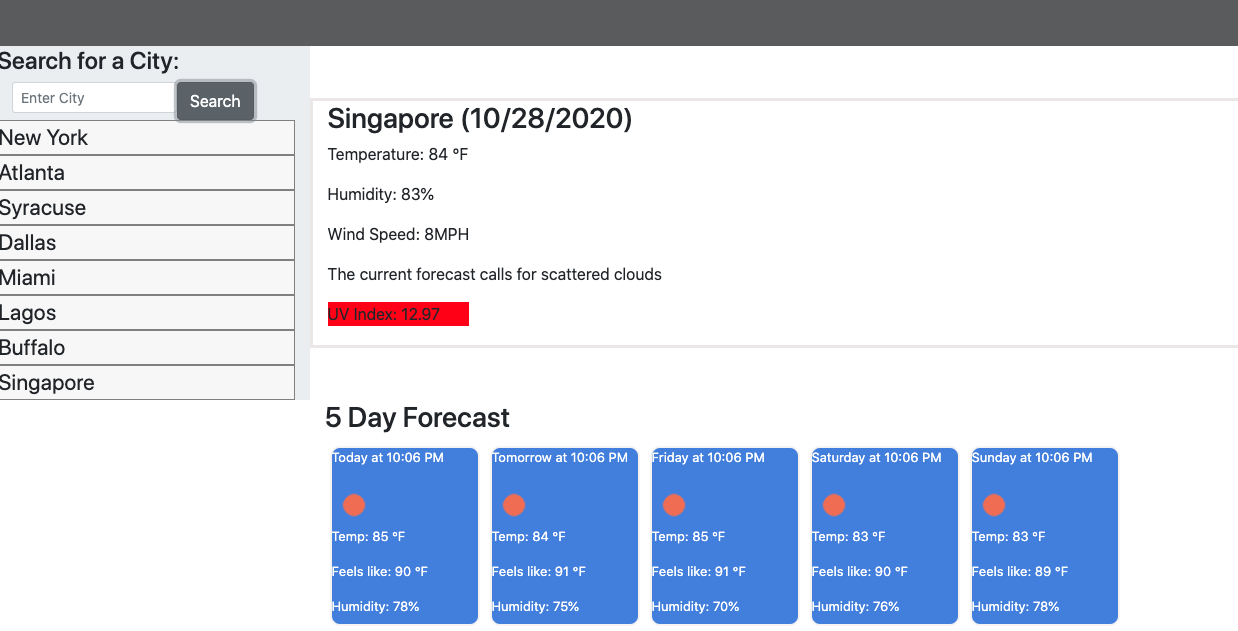 Search for a City:
Enter City
Search
New York
Atlanta
Syracuse
Dallas
Miami
Lagos
Buffalo
Singapore
Singapore (10/28/2020)
Temperature: 84 °F
Humidity: 83%
Wind Speed: 8MPH
The current forecast calls for scattered clouds
UV Index: 12.97
5 Day Forecast
Today at 10:06 PM
Temp: 85 °F
Feels like: 90 °F
Humidity: 78%
Tomorrow at 10:06 PM
Temp: 84 °F
Feels like: 91 °F
Humidity: 75%
Friday at 10:06 PM
Temp: 85 °F
Feels like: 91 °F
Humidity: 70%
Saturday at 10:06 PM
Temp: 83 °F
Feels like: 90 °F
Humidity: 76%
Sunday at 10:06 PM
Temp: 83 °F
Feels like: 89 °F
Humidity: 78%